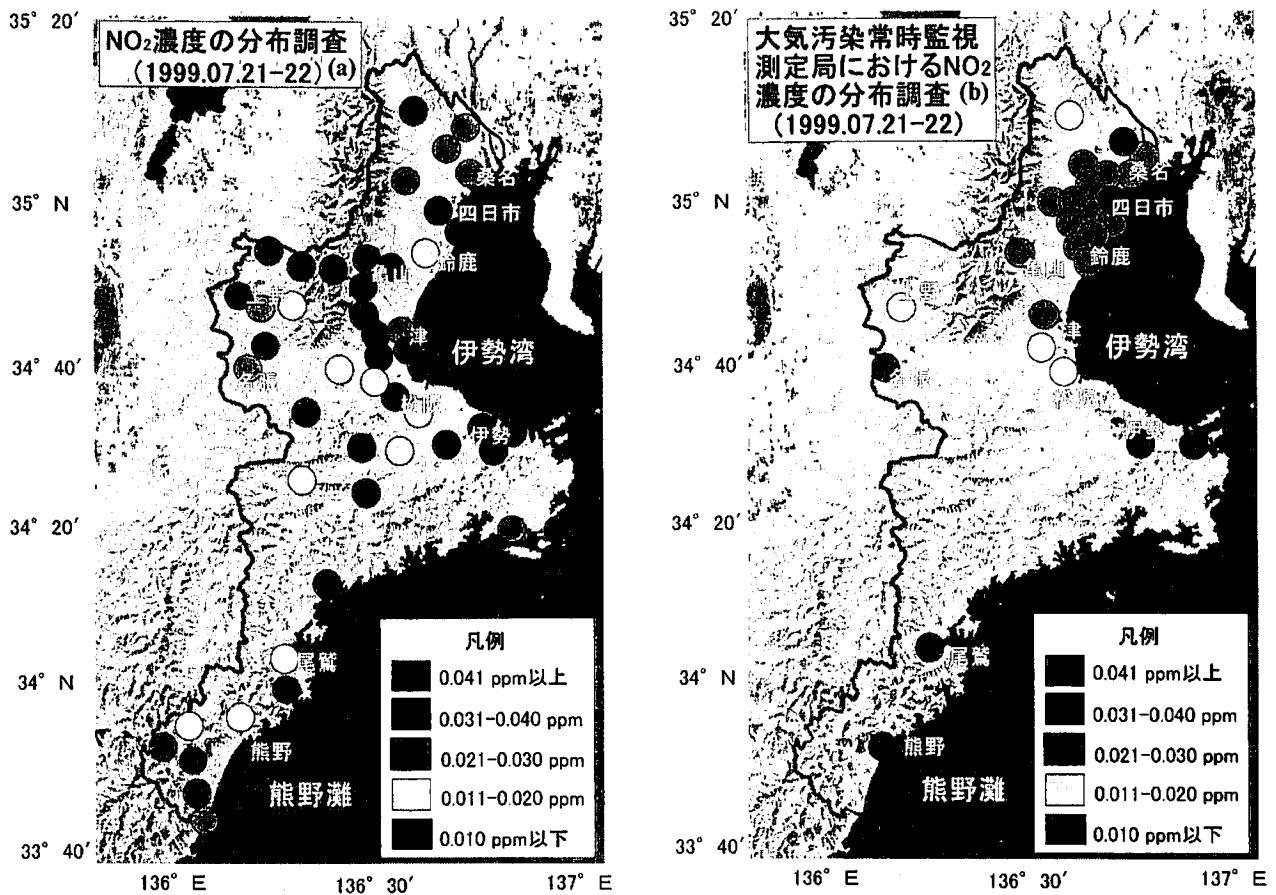 NO₂濃度の分布調査
(1999.07.21-22)(a)
35° 20′
35° N
34° 40′
34° 20′
34° N
33° 40′
136° E
136° 30′
137° E
桑名
四日市
鈴鹿
亀山
津
伊勢湾
伊勢
尾鷲
熊野
熊野灘
凡例
0.041 ppm以上
0.031-0.040 ppm
0.021-0.030 ppm
0.011-0.020 ppm
0.010 ppm以下
大気汚染常時監視
測定局におけるNO₂
濃度の分布調査(b)
(1999.07.21-22)
35° 20′
35° N
34° 40′
34° 20′
34° N
33° 40′
136° E
136° 30′
137° E
桑名
四日市
鈴鹿
亀山
津
伊勢湾
伊勢
尾鷲
熊野
熊野灘
凡例
0.041 ppm以上
0.031-0.040 ppm
0.021-0.030 ppm
0.011-0.020 ppm
0.010 ppm以下